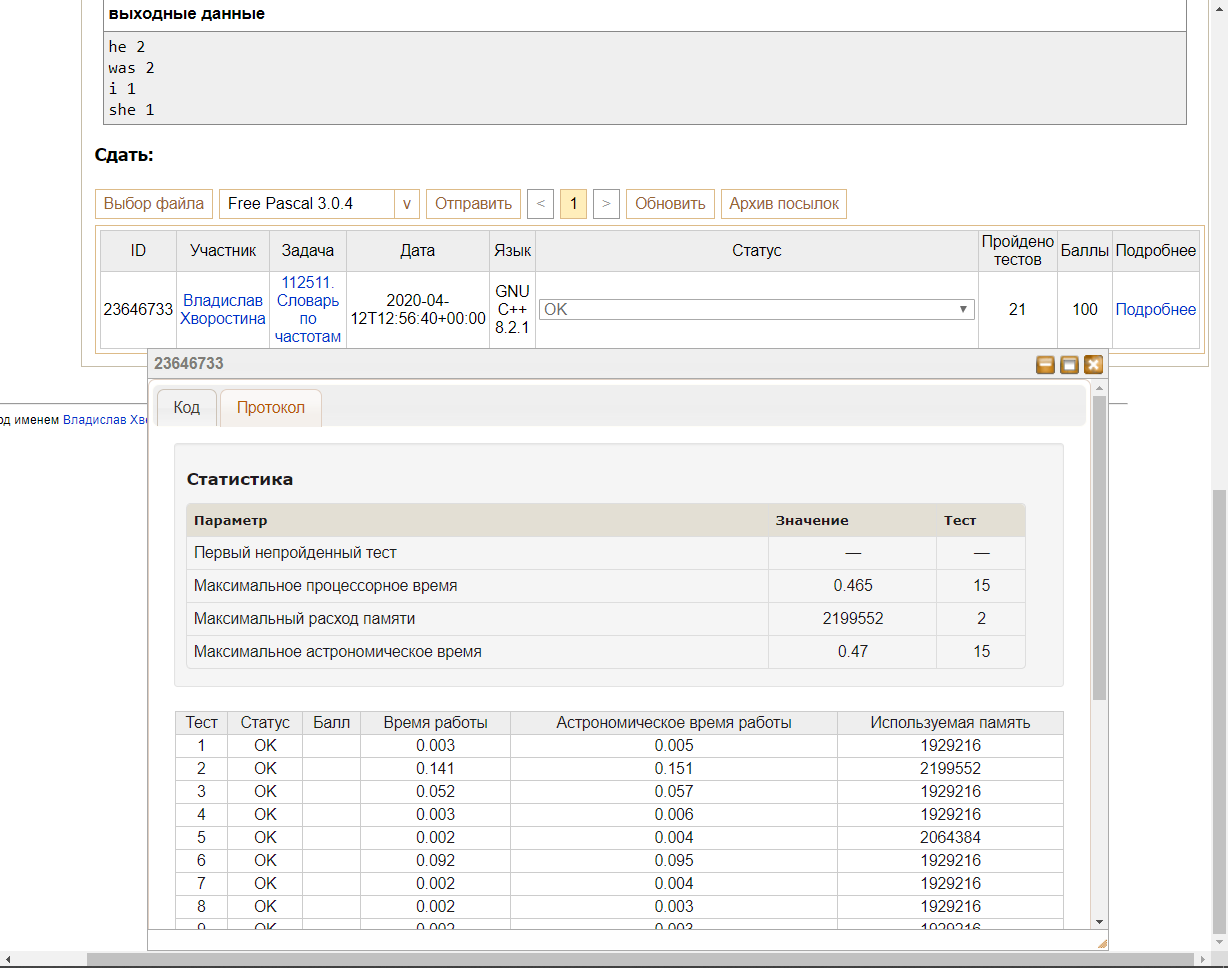 выходные данные
he 2
was 2
i 1
she 1
Сдать:
Выбор файла Free Pascal 3.0.4 v Отправить < 1 > Обновить Архив посылок
ID Участник Задача Дата Язык Статус Пройдено тестов Баллы Подробнее
23646733 Владислав Хворостина 112511. Словарь по частотам 2020-04-12T12:56:40+00:00 GNU C++ 8.2.1 OK 21 100 Подробнее
23646733
од именем Владислав Хво
Код Протокол
Статистика
Параметр Значение Тест
Первый непройденный тест — —
Максимальное процессорное время 0.465 15
Максимальный расход памяти 2199552 2
Максимальное астрономическое время 0.47 15
Тест Статус Балл Время работы Астрономическое время работы Используемая память
1 OK 0.003 0.005 1929216
2 OK 0.141 0.151 2199552
3 OK 0.052 0.057 1929216
4 OK 0.003 0.006 1929216
5 OK 0.002 0.004 2064384
6 OK 0.092 0.095 1929216
7 OK 0.002 0.004 1929216
8 OK 0.002 0.003 1929216
9 OK 0.002 0.003 1929216